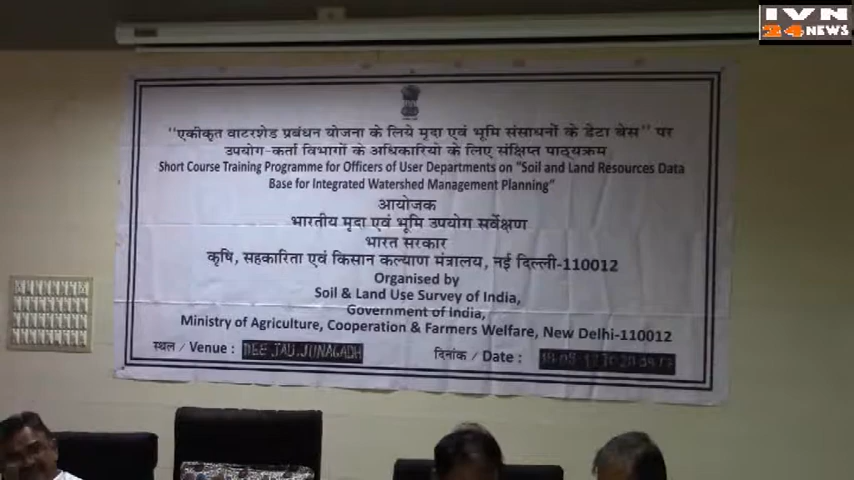 IVN
24 NEWS
"एकीकृत वाटरशेड प्रबंधन योजना के लिये मृदा एवं भूमि संसाधनों के डेटा बेस" पर
उपयोग-कर्ता विभागों के अधिकारियो के लिए संक्षिप्त पाठ्यक्रम
Short Course Training Programme for Officers of User Departments on "Soil and Land Resources Data
Base for Integrated Watershed Management Planning"
आयोजक
भारतीय मृदा एवं भूमि उपयोग सर्वेक्षण
भारत सरकार
कृषि, सहकारिता एवं किसान कल्याण मंत्रालय, नई दिल्ली-110012
Organised by
Soil & Land Use Survey of India,
Government of India,
Ministry of Agriculture, Cooperation & Farmers Welfare, New Delhi-110012
स्थल / Venue : DEE,JAU,JUNAGADH दिनांक / Date :